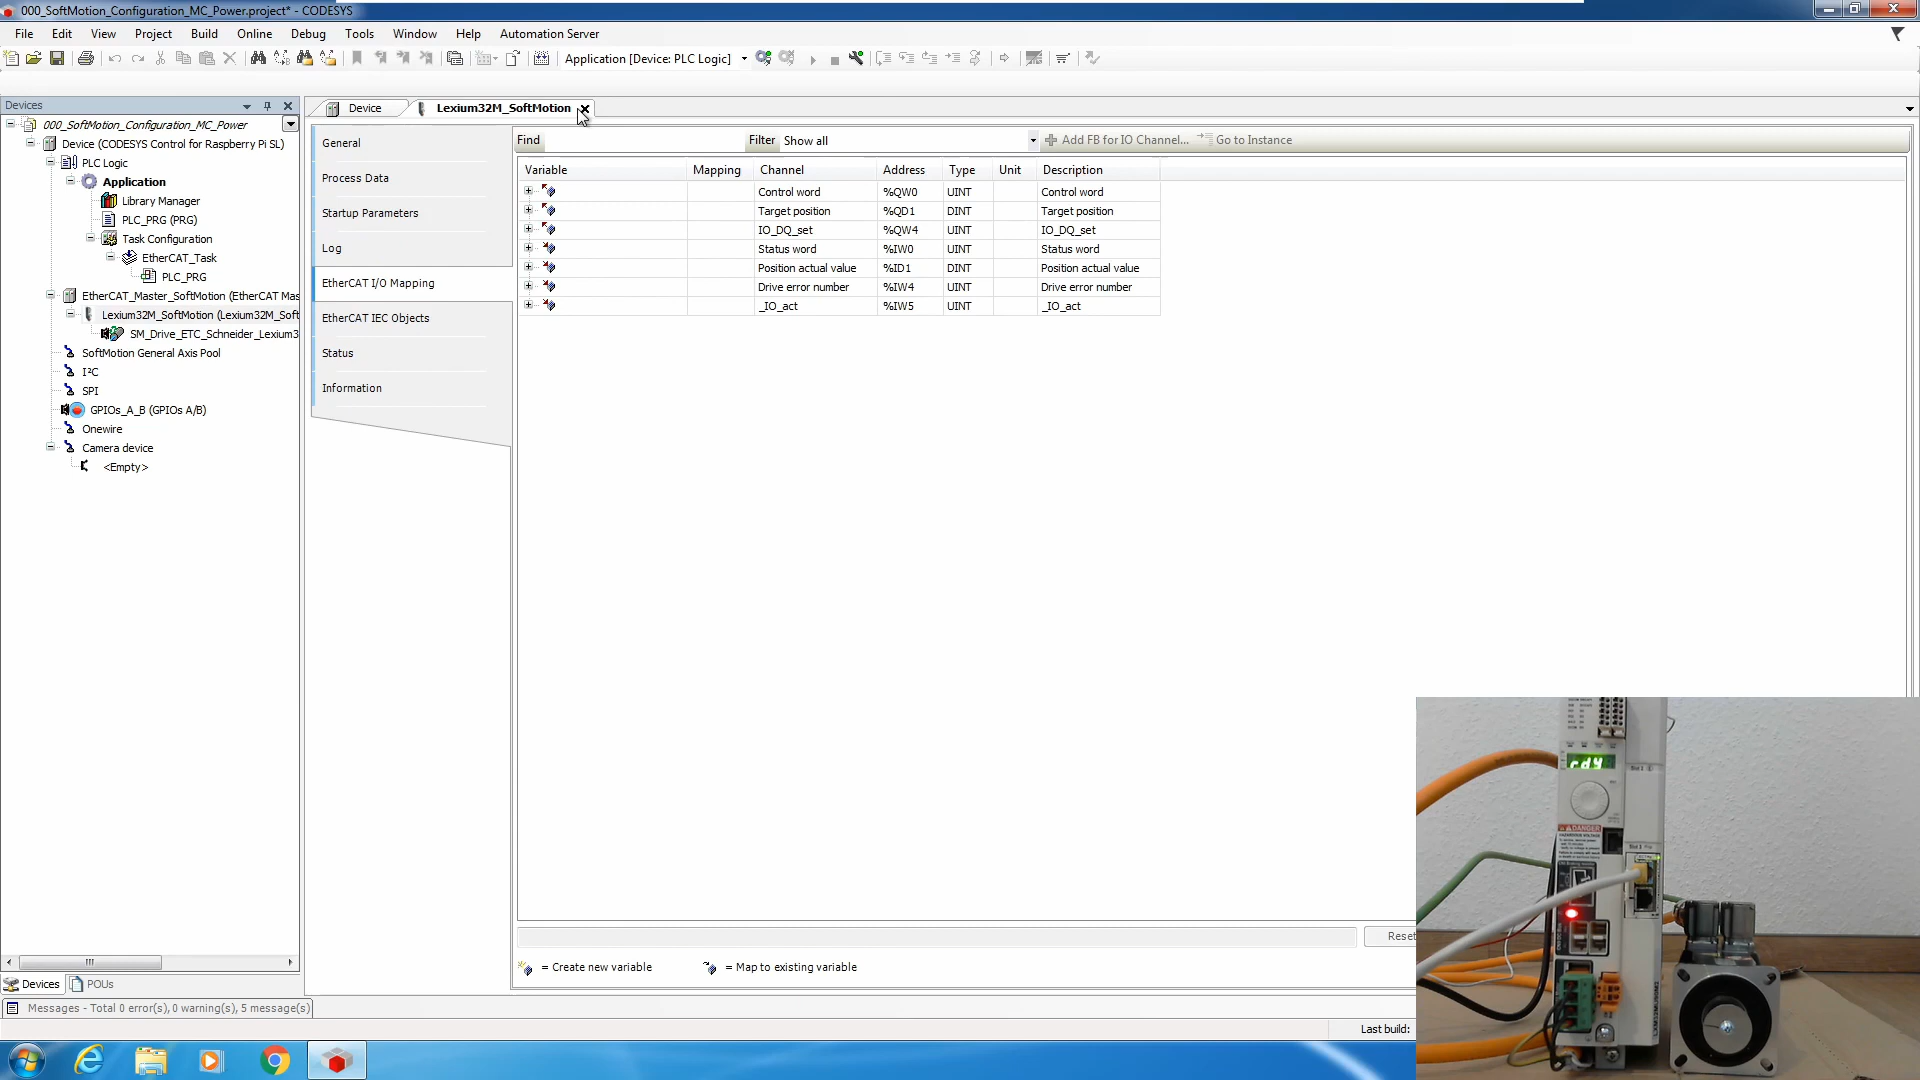 000_SoftMotion_Configuration_MC_Power.project* - CODESYS
File Edit View Project Build Online Debug Tools Window Help Automation Server
Application [Device: PLC Logic]
Devices
Device
Lexium32M_SoftMotion
000_SoftMotion_Configuration_MC_Power
Device (CODESYS Control for Raspberry Pi SL)
PLC Logic
Application
Library Manager
PLC_PRG (PRG)
Task Configuration
EtherCAT_Task
PLC_PRG
EtherCAT_Master_SoftMotion (EtherCAT Mas
Lexium32M_SoftMotion (Lexium32M_Soft
SM_Drive_ETC_Schneider_Lexium3
SoftMotion General Axis Pool
I²C
SPI
GPIOs_A_B (GPIOs A/B)
Onewire
Camera device
<Empty>
General
Process Data
Startup Parameters
Log
EtherCAT I/O Mapping
EtherCAT IEC Objects
Status
Information
Find Filter Show all Add FB for IO Channel... Go to Instance
Variable Mapping Channel Address Type Unit Description
Control word %QW0 UINT Control word
Target position %QD1 DINT Target position
IO_DQ_set %QW4 UINT IO_DQ_set
Status word %IW0 UINT Status word
Position actual value %ID1 DINT Position actual value
Drive error number %IW4 UINT Drive error number
_IO_act %IW5 UINT _IO_act
Reset
= Create new variable = Map to existing variable
Devices POUs
Messages - Total 0 error(s), 0 warning(s), 5 message(s)
Last build:
rdy
DANGER